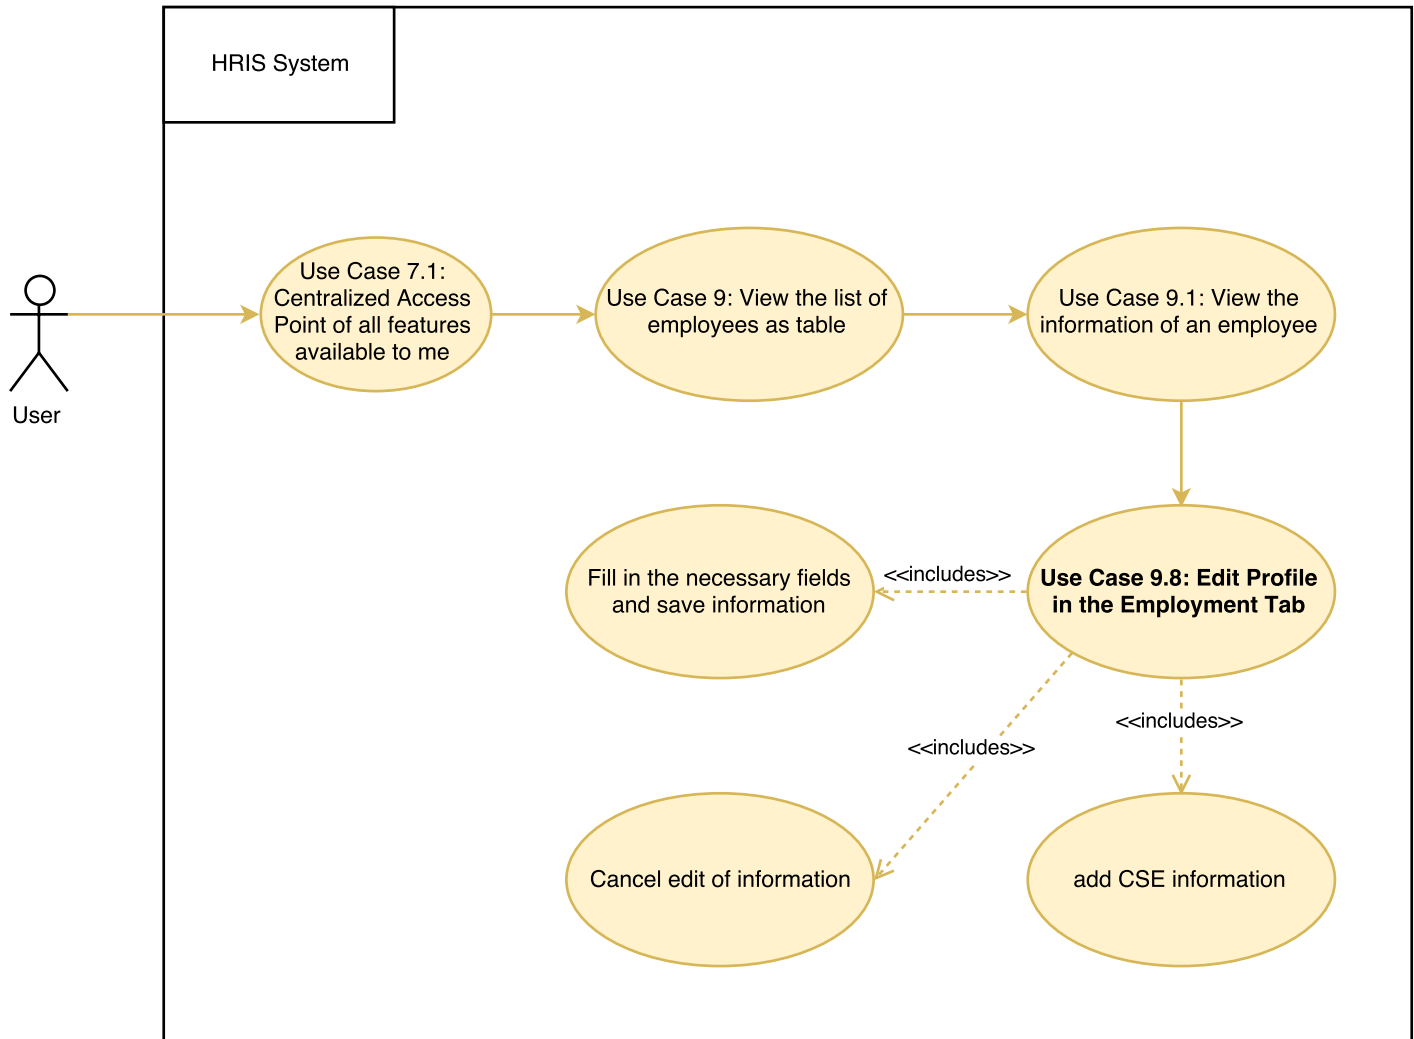 HRIS System
Use Case 7.1:
Centralized Access
Point of all features
available to me
Use Case 9: View the list of
employees as table
Use Case 9.1: View the
information of an employee
User
Fill in the necessary fields
and save information
<<includes>>
Use Case 9.8: Edit Profile
in the Employment Tab
<<includes>>
<<includes>>
Cancel edit of information
add CSE information